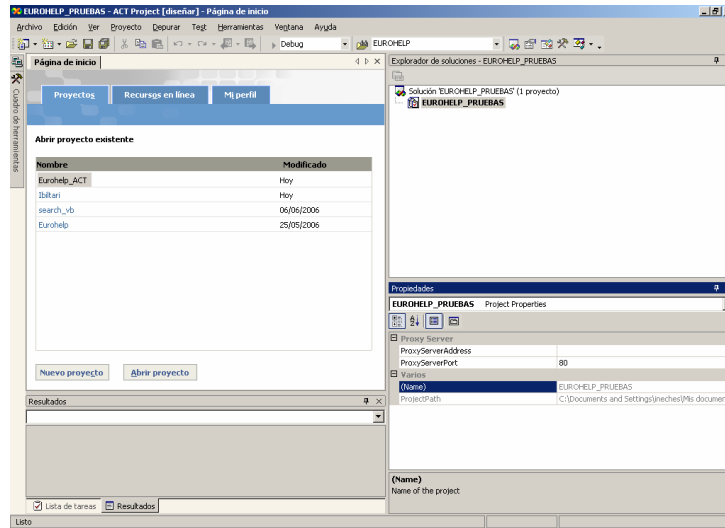 EUROHELP_PRUEBAS - ACT Project [diseñar] - Página de inicio
Archivo Edición Ver Proyecto Depurar Test Herramientas Ventana Ayuda
Debug
EUROHELP
Cuadro de herramientas
Página de inicio
Proyectos Recursos en línea Mi perfil
Abrir proyecto existente
Nombre Modificado
Eurohelp_ACT Hoy
Ibiltari Hoy
search_vb 06/06/2006
Eurohelp 25/05/2006
Nuevo proyecto Abrir proyecto
Resultados
Lista de tareas Resultados
Explorador de soluciones - EUROHELP_PRUEBAS
Solución 'EUROHELP_PRUEBAS' (1 proyecto)
EUROHELP_PRUEBAS
Propiedades
EUROHELP_PRUEBAS Project Properties
Proxy Server
ProxyServerAddress
ProxyServerPort 80
Varios
(Name) EUROHELP_PRUEBAS
ProjectPath C:\Documents and Settings\ineches\Mis documen
(Name)
Name of the project
Listo